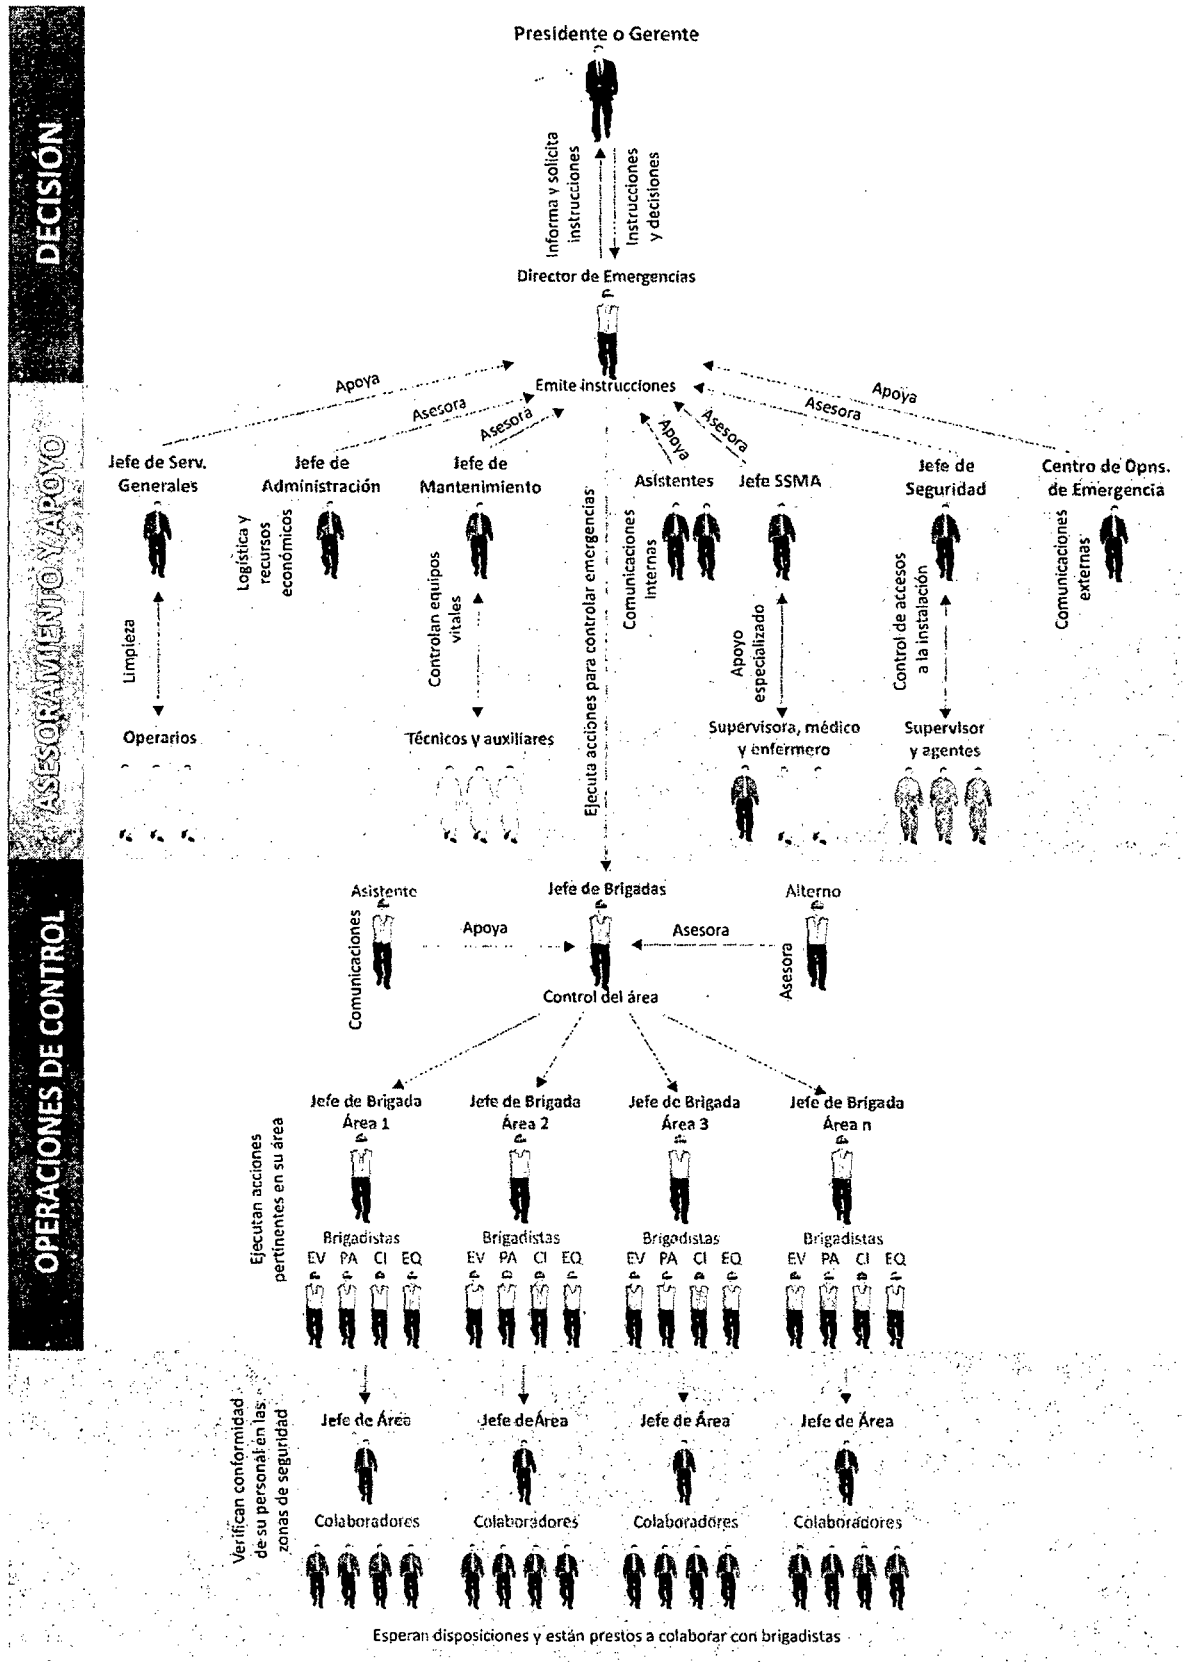 DECISIÓN
Presidente o Gerente
Informa y solicita
instrucciones
Instrucciones
y decisiones
Director de Emergencias
Emite instrucciones
ASESORAMIENTO Y APOYO
Apoya
Asesora
Asesora
Apoya
Asesora
Asesora
Apoya
Jefe de Serv.
Generales
Jefe de
Administración
Jefe de
Mantenimiento
Asistentes
Jefe SSMA
Jefe de
Seguridad
Centro de Opns.
de Emergencia
Limpieza
Logística y
recursos
económicos
Controlan equipos
vitales
Ejecuta acciones para controlar emergencias
Comunicaciones
Internas
Apoyo
especializado
Control de accesos
a la instalación
Comunicaciones
externas
Operarios
Técnicos y auxiliares
Supervisora, médico
y enfermero
Supervisor
y agentes
OPERACIONES DE CONTROL
Asistente
Jefe de Brigadas
Alterno
Comunicaciones
Apoya
Asesora
Asesora
Control del área
Jefe de Brigada
Área 1
Jefe de Brigada
Área 2
Jefe de Brigada
Área 3
Jefe de Brigada
Área n
Ejecutan acciones
pertinentes en su área
Brigadistas
Brigadistas
Brigadistas
Brigadistas
EV PA CI EQ
EV PA CI EQ
EV PA CI EQ
EV PA CI EQ
Verifican conformidad
de su personal en las
zonas de seguridad
Jefe de Área
Jefe de Área
Jefe de Área
Jefe de Área
Colaboradores
Colaboradores
Colaboradores
Colaboradores
Esperan disposiciones y están prestos a colaborar con brigadistas